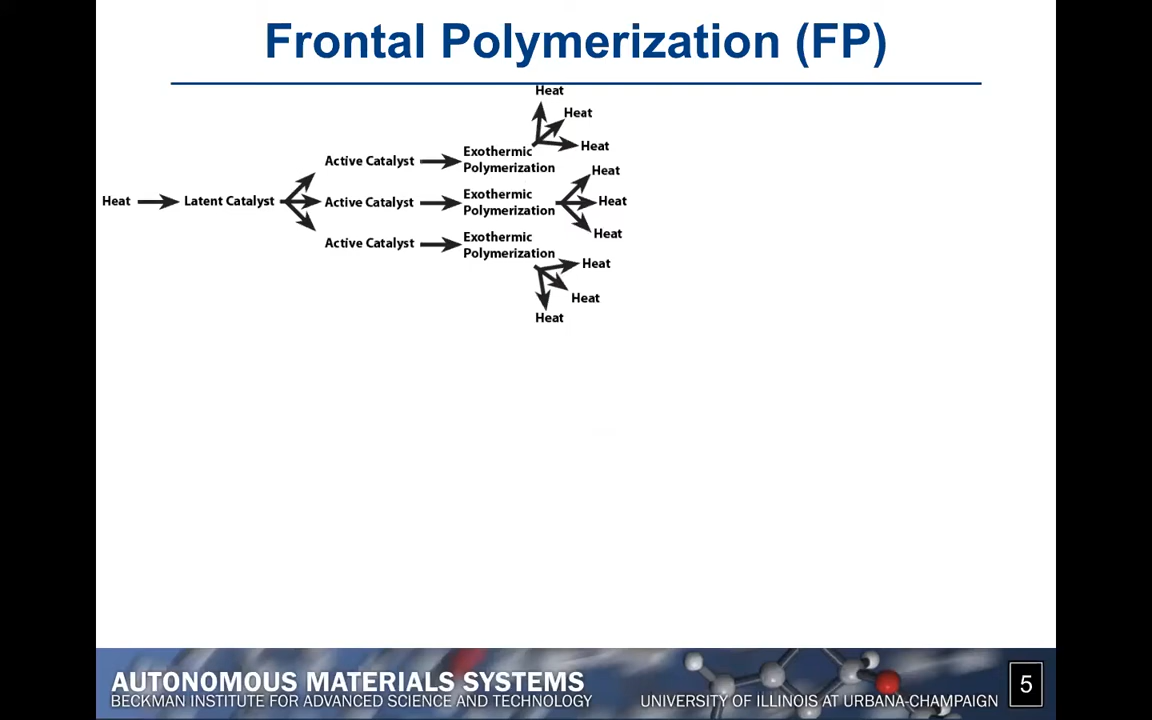 Frontal Polymerization (FP)
Heat
Heat
Heat
Active Catalyst
Exothermic
Polymerization
Heat
Heat
Latent Catalyst
Active Catalyst
Exothermic
Polymerization
Heat
Heat
Active Catalyst
Exothermic
Polymerization
Heat
Heat
Heat
AUTONOMOUS MATERIALS SYSTEMS
BECKMAN INSTITUTE FOR ADVANCED SCIENCE AND TECHNOLOGY
UNIVERSITY OF ILLINOIS AT URBANA-CHAMPAIGN
5